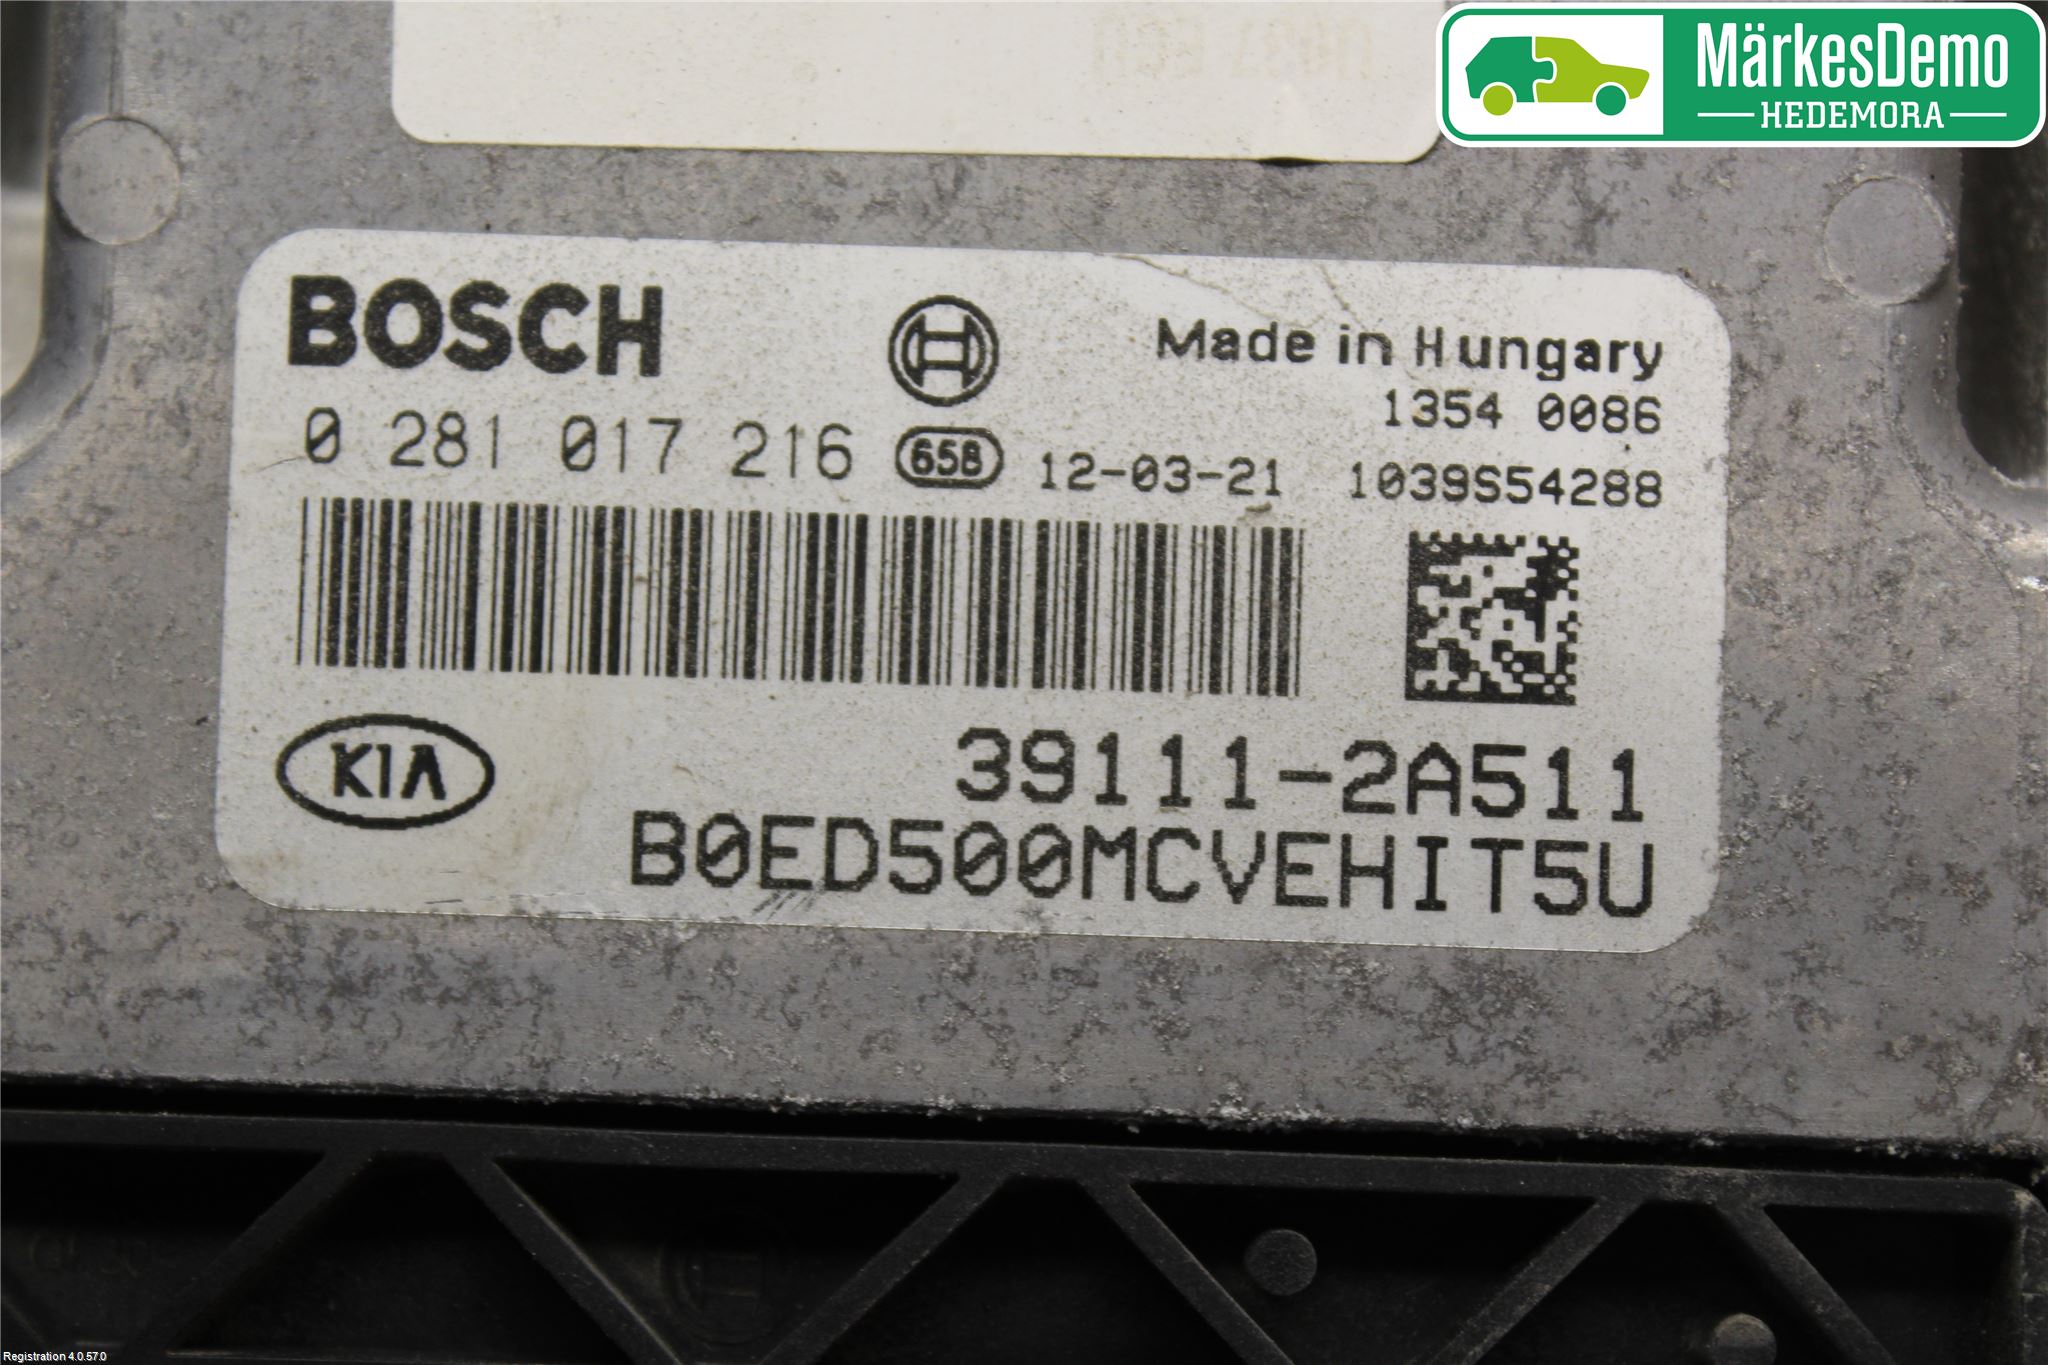 MärkesDemo
HEDEMORA
BOSCH
Made in Hungary
1354 0086
0 281 017 216 658 12-03-21 1039S54288
KIA
39111-2A511
B0ED500MCVEHIT5U
Registration 4.0.57.0